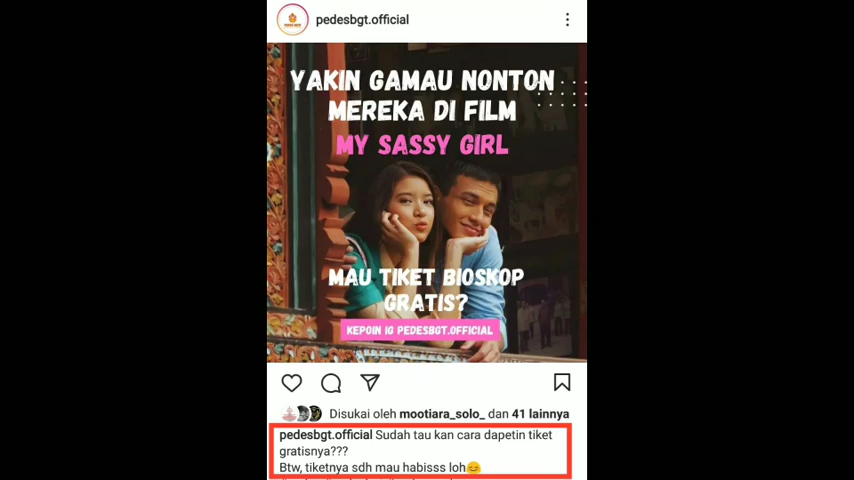 pedesbgt.official
YAKIN GAMAU NONTON
MEREKA DI FILM
MY SASSY GIRL
MAU TIKET BIOSKOP
GRATIS?
KEPOIN IG PEDESBGT.OFFICIAL
Disukai oleh mootiara_solo_ dan 41 lainnya
pedesbgt.official Sudah tau kan cara dapetin tiket
gratisnya???
Btw, tiketnya sdh mau habisss loh😊